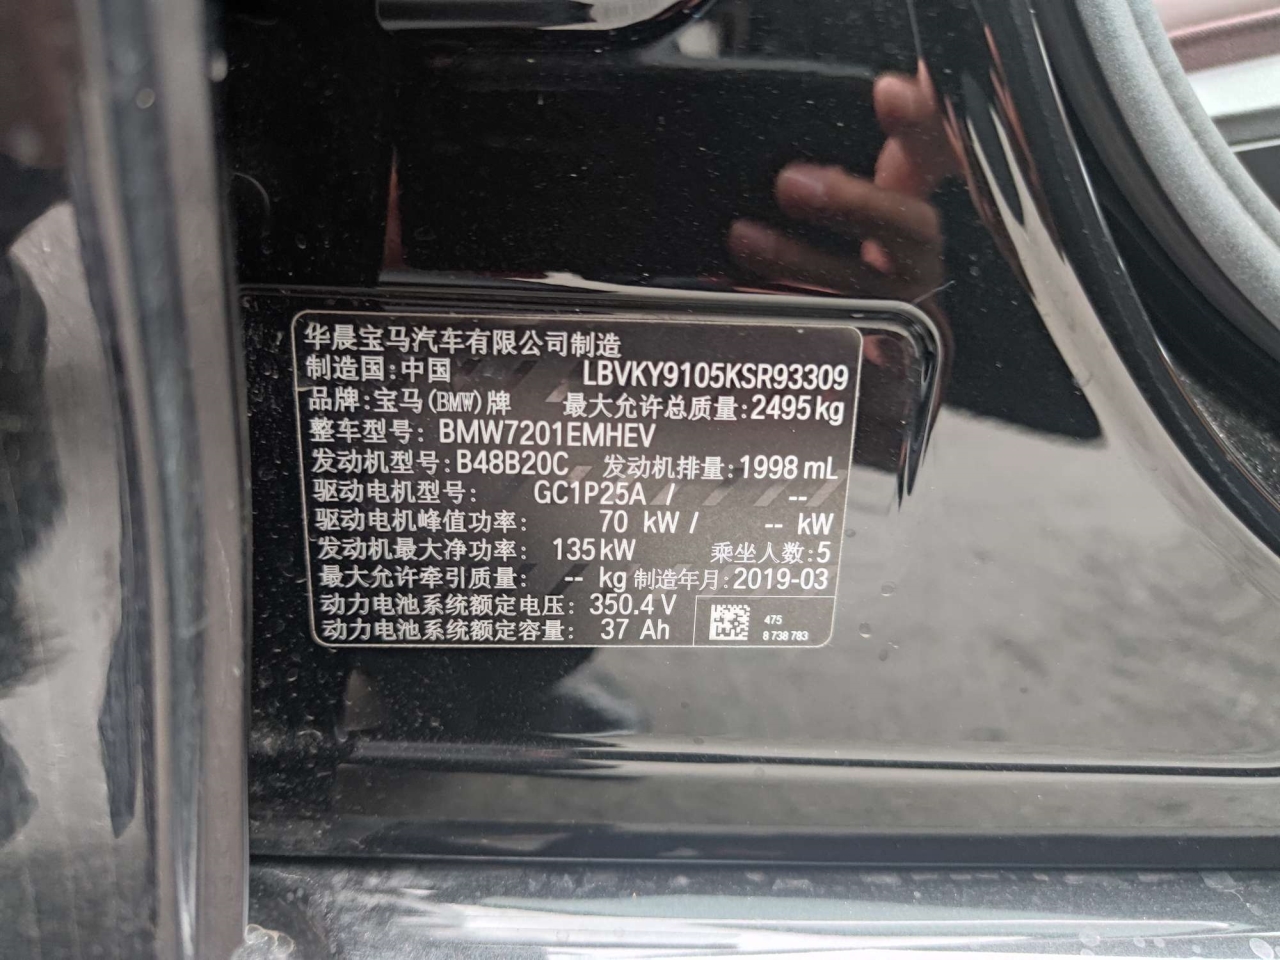 华晨宝马汽车有限公司制造
制造国:中国 LBVKY9105KSR93309
品牌:宝马(BMW)牌 最大允许总质量:2495kg
整车型号: BMW7201EMHEV
发动机型号:B48B20C 发动机排量:1998mL
驱动电机型号: GC1P25A / --
驱动电机峰值功率: 70 kW / -- kW
发动机最大净功率: 135kW 乘坐人数:5
最大允许牵引质量: -- kg 制造年月:2019-03
动力电池系统额定电压: 350.4 V
动力电池系统额定容量: 37 Ah
475
8 738 783